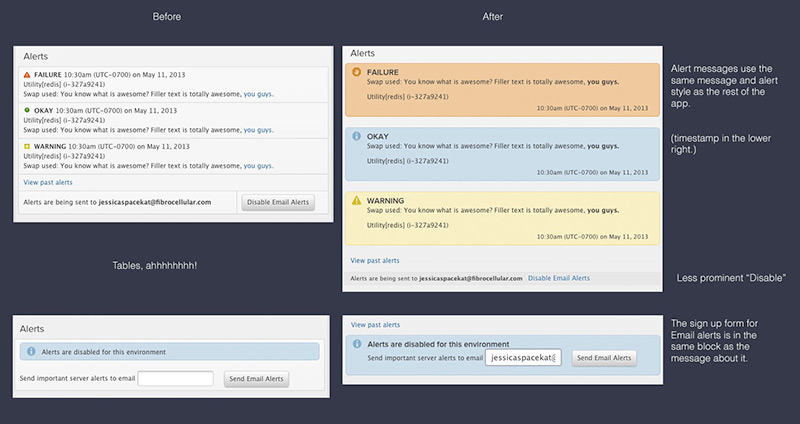 Before
After
Alerts
FAILURE 10:30am (UTC-0700) on May 11, 2013
Utility[redis] (i-327a9241)
Swap used: You know what is awesome? Filler text is totally awesome, you guys.
OKAY 10:30am (UTC-0700) on May 11, 2013
Utility[redis] (i-327a9241)
Swap used: You know what is awesome? Filler text is totally awesome, you guys.
WARNING 10:30am (UTC-0700) on May 11, 2013
Utility[redis] (i-327a9241)
Swap used: You know what is awesome? Filler text is totally awesome, you guys.
View past alerts
Alerts are being sent to jessicaspacekat@fibrocellular.com
Disable Email Alerts
Alerts
FAILURE
Swap used: You know what is awesome? Filler text is totally awesome, you guys.
Utility[redis] (i-327a9241)
10:30am (UTC-0700) on May 11, 2013
OKAY
Swap used: You know what is awesome? Filler text is totally awesome, you guys.
Utility[redis] (i-327a9241)
10:30am (UTC-0700) on May 11, 2013
WARNING
Swap used: You know what is awesome? Filler text is totally awesome, you guys.
Utility[redis] (i-327a9241)
10:30am (UTC-0700) on May 11, 2013
View past alerts
Alerts are being sent to jessicaspacekat@fibrocellular.com Disable Email Alerts
Alert messages use the
same message and alert
style as the rest of the
app.
(timestamp in the lower
right.)
Tables, ahhhhhhhh!
Less prominent “Disable”
Alerts
Alerts are disabled for this environment
Send important server alerts to email
Send Email Alerts
View past alerts
Alerts are disabled for this environment
Send important server alerts to email jessicaspacekat@
Send Email Alerts
The sign up form for
Email alerts is in the
same block as the
message about it.